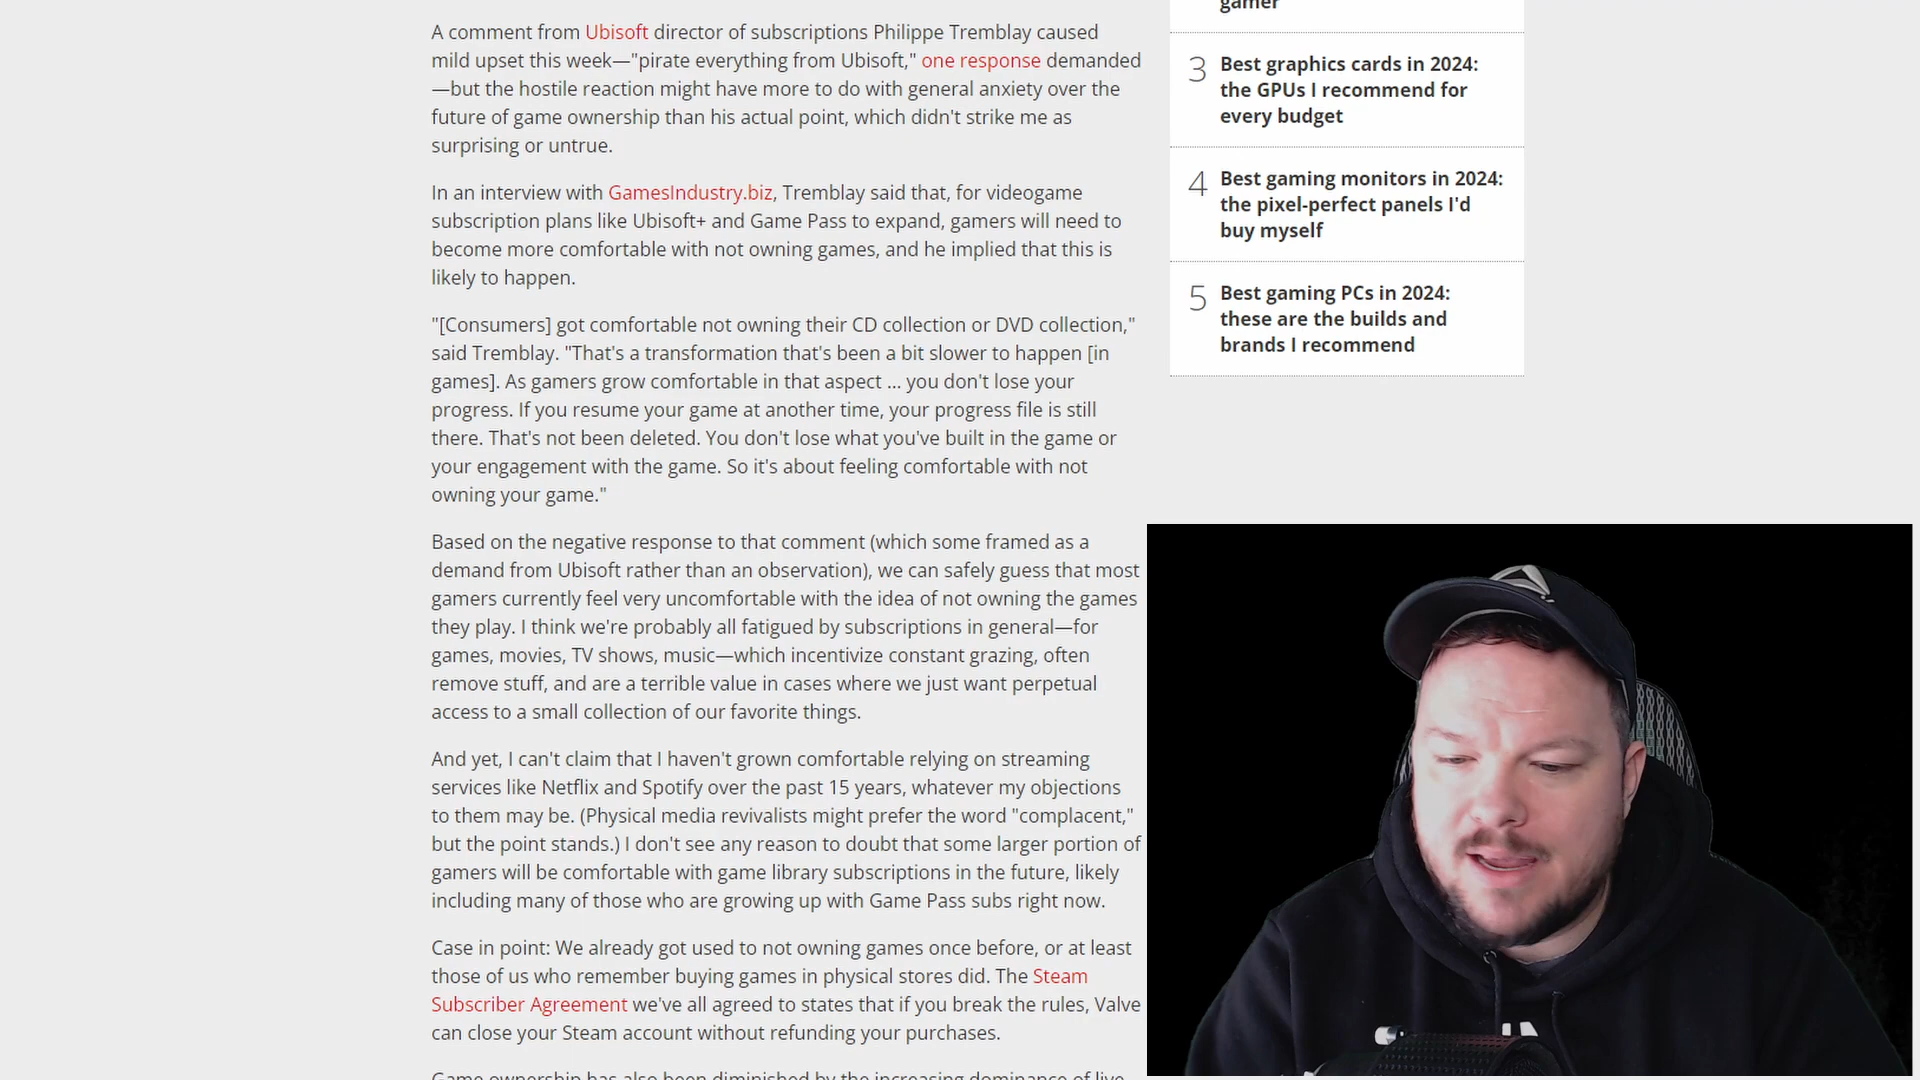 A comment from Ubisoft director of subscriptions Philippe Tremblay caused
mild upset this week—"pirate everything from Ubisoft," one response demanded
—but the hostile reaction might have more to do with general anxiety over the
future of game ownership than his actual point, which didn't strike me as
surprising or untrue.
In an interview with GamesIndustry.biz, Tremblay said that, for videogame
subscription plans like Ubisoft+ and Game Pass to expand, gamers will need to
become more comfortable with not owning games, and he implied that this is
likely to happen.
"[Consumers] got comfortable not owning their CD collection or DVD collection,"
said Tremblay. "That's a transformation that's been a bit slower to happen [in
games]. As gamers grow comfortable in that aspect ... you don't lose your
progress. If you resume your game at another time, your progress file is still
there. That's not been deleted. You don't lose what you've built in the game or
your engagement with the game. So it's about feeling comfortable with not
owning your game."
Based on the negative response to that comment (which some framed as a
demand from Ubisoft rather than an observation), we can safely guess that most
gamers currently feel very uncomfortable with the idea of not owning the games
they play. I think we're probably all fatigued by subscriptions in general—for
games, movies, TV shows, music—which incentivize constant grazing, often
remove stuff, and are a terrible value in cases where we just want perpetual
access to a small collection of our favorite things.
And yet, I can't claim that I haven't grown comfortable relying on streaming
services like Netflix and Spotify over the past 15 years, whatever my objections
to them may be. (Physical media revivalists might prefer the word "complacent,"
but the point stands.) I don't see any reason to doubt that some larger portion of
gamers will be comfortable with game library subscriptions in the future, likely
including many of those who are growing up with Game Pass subs right now.
Case in point: We already got used to not owning games once before, or at least
those of us who remember buying games in physical stores did. The Steam
Subscriber Agreement we've all agreed to states that if you break the rules, Valve
can close your Steam account without refunding your purchases.
Game ownership has also been diminished by the increasing dominance of live
gamer
3
Best graphics cards in 2024:
the GPUs I recommend for
every budget
4
Best gaming monitors in 2024:
the pixel-perfect panels I'd
buy myself
5
Best gaming PCs in 2024:
these are the builds and
brands I recommend